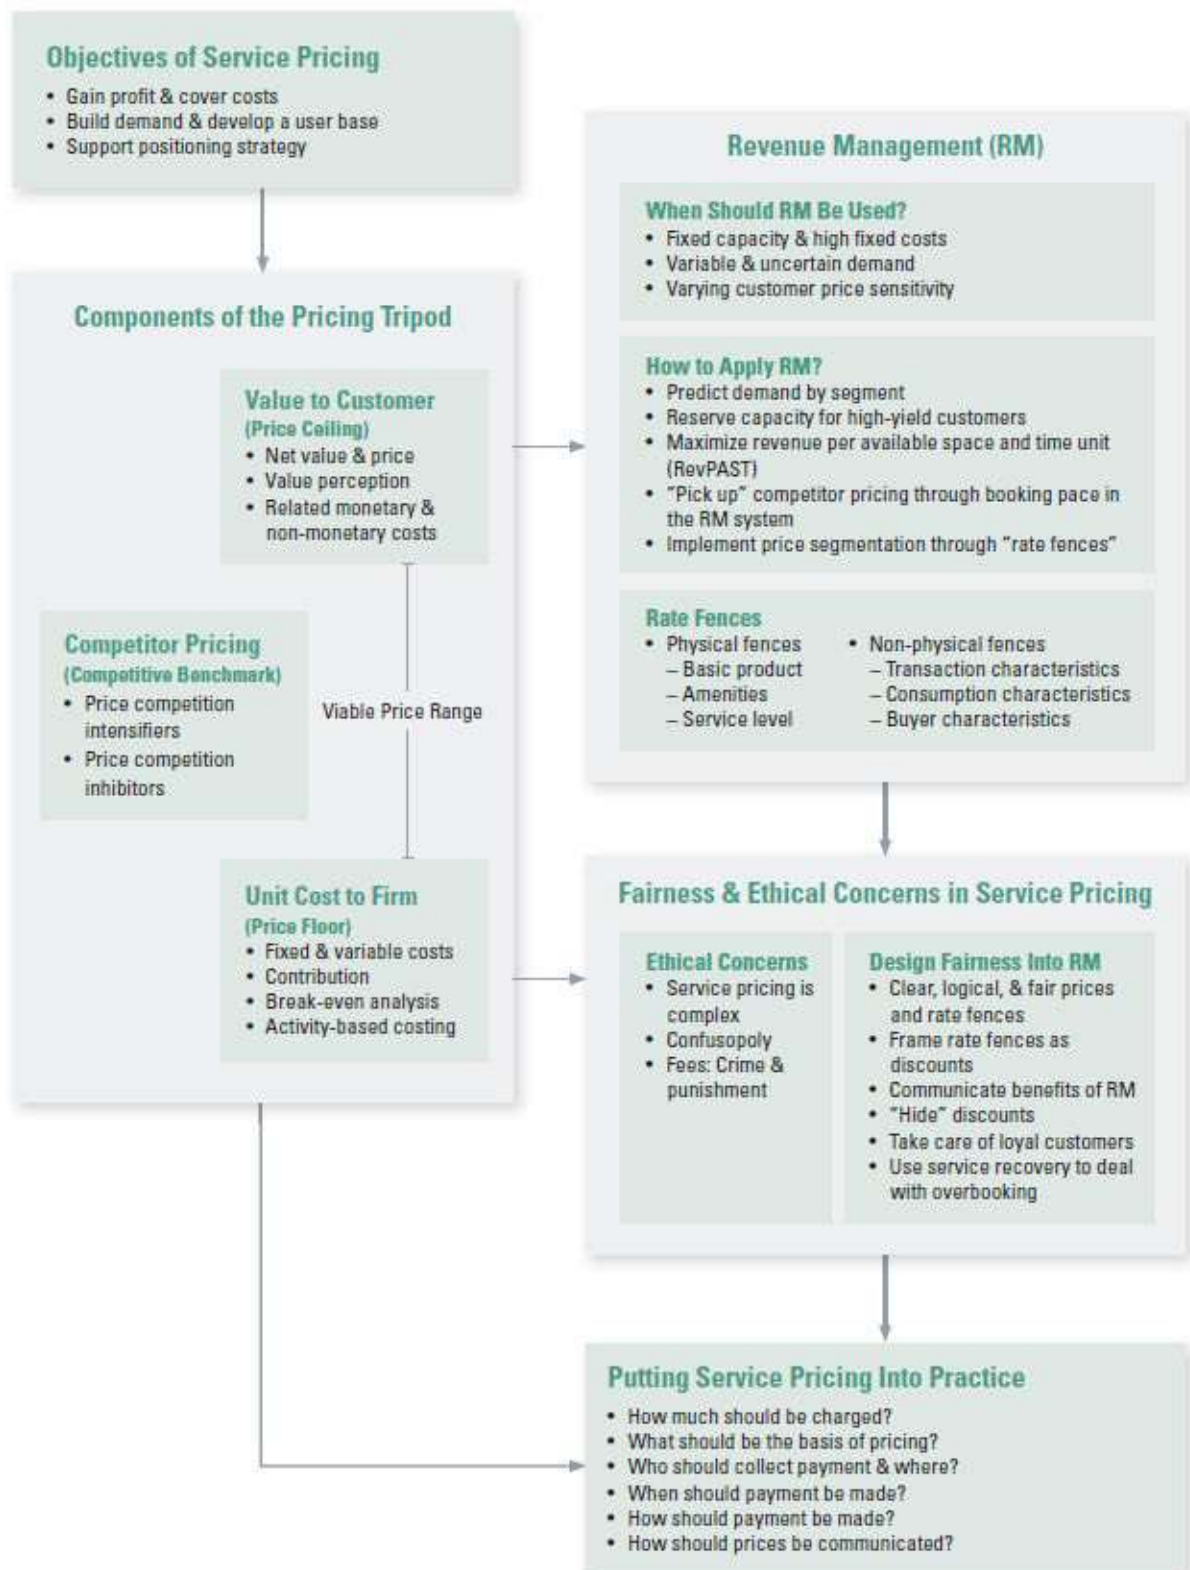 Objectives of Service Pricing
• Gain profit & cover costs
• Build demand & develop a user base
• Support positioning strategy
Components of the Pricing Tripod
Value to Customer
(Price Ceiling)
• Net value & price
• Value perception
• Related monetary &
non-monetary costs
Competitor Pricing
(Competitive Benchmark)
• Price competition
intensifiers
• Price competition
inhibitors
Viable Price Range
Unit Cost to Firm
(Price Floor)
• Fixed & variable costs
• Contribution
• Break-even analysis
• Activity-based costing
Revenue Management (RM)
When Should RM Be Used?
• Fixed capacity & high fixed costs
• Variable & uncertain demand
• Varying customer price sensitivity
How to Apply RM?
• Predict demand by segment
• Reserve capacity for high-yield customers
• Maximize revenue per available space and time unit
(RevPAST)
• "Pick up" competitor pricing through booking pace in
the RM system
• Implement price segmentation through "rate fences"
Rate Fences
• Physical fences
– Basic product
– Amenities
– Service level
• Non-physical fences
– Transaction characteristics
– Consumption characteristics
– Buyer characteristics
Fairness & Ethical Concerns in Service Pricing
Ethical Concerns
• Service pricing is
complex
• Confusopoly
• Fees: Crime &
punishment
Design Fairness Into RM
• Clear, logical, & fair prices
and rate fences
• Frame rate fences as
discounts
• Communicate benefits of RM
• "Hide" discounts
• Take care of loyal customers
• Use service recovery to deal
with overbooking
Putting Service Pricing Into Practice
• How much should be charged?
• What should be the basis of pricing?
• Who should collect payment & where?
• When should payment be made?
• How should payment be made?
• How should prices be communicated?